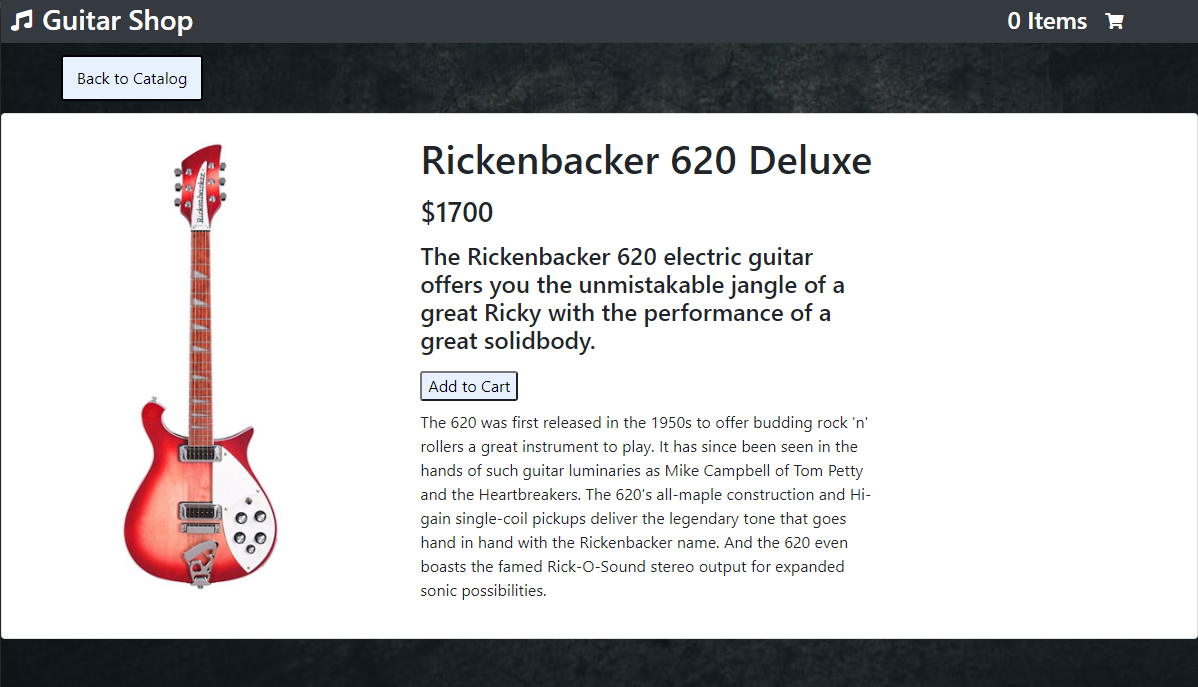 Guitar Shop
0 Items
Back to Catalog
Rickenbacker
Rickenbacker 620 Deluxe
$1700
The Rickenbacker 620 electric guitar
offers you the unmistakable jangle of a
great Ricky with the performance of a
great solidbody.
Add to Cart
The 620 was first released in the 1950s to offer budding rock 'n'
rollers a great instrument to play. It has since been seen in the
hands of such guitar luminaries as Mike Campbell of Tom Petty
and the Heartbreakers. The 620's all-maple construction and Hi-
gain single-coil pickups deliver the legendary tone that goes
hand in hand with the Rickenbacker name. And the 620 even
boasts the famed Rick-O-Sound stereo output for expanded
sonic possibilities.